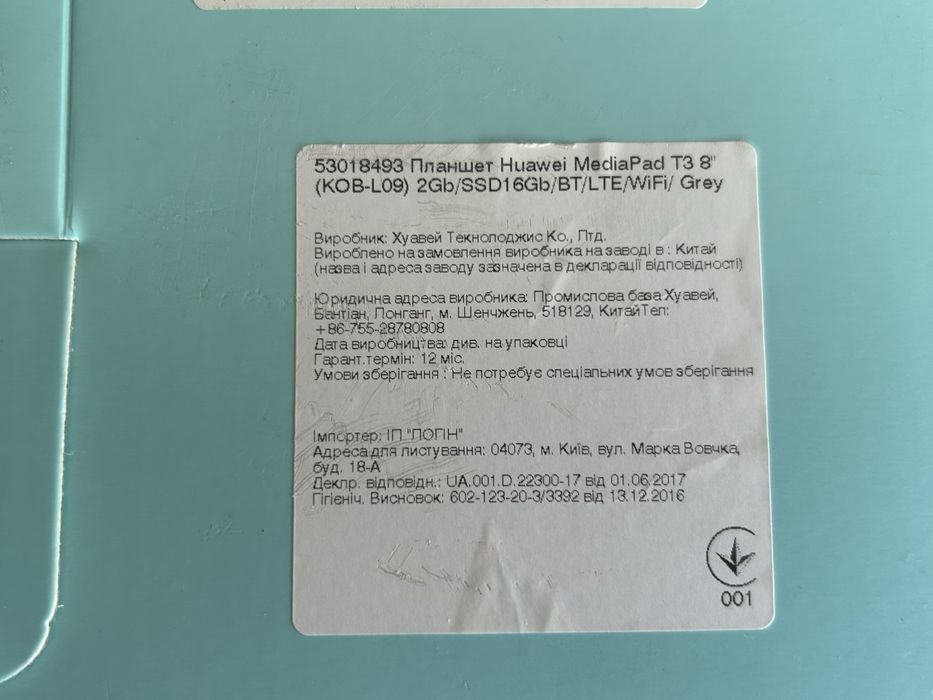 53018493 Планшет Huawei MediaPad T3 8"
(KOB-L09) 2Gb/SSD16Gb/BT/LTE/WiFi/ Grey
Виробник: Хуавей Текнолоджис Ко., Лтд.
Вироблено на замовлення виробника на заводі в : Китай
(назва і адреса заводу зазначена в декларації відповідності)
Юридична адреса виробника: Промислова база Хуавей,
Бантіан, Лонганг, м. Шенчжень, 518129, КитайТел:
+86-755-28780808
Дата виробництва: див. на упаковці
Гарант.термін: 12 міс.
Умови зберігання : Не потребує спеціальних умов зберігання
Імпортер: ІП "ЛОГІН"
Адреса для листування: 04073, м. Київ, вул. Марка Вовчка,
буд. 18-А
Деклр. відповідн.: UA.001.D.22300-17 від 01.06.2017
Гігієніч. Висновок: 602-123-20-3/3392 від 13.12.2016
001